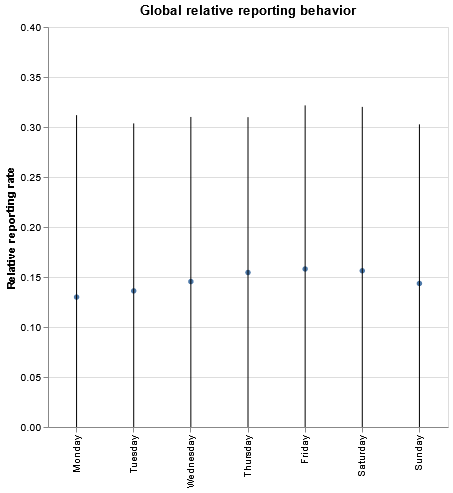 Global relative reporting behavior
Relative reporting rate
0.40
0.35
0.30
0.25
0.20
0.15
0.10
0.05
0.00
Monday
Tuesday
Wednesday
Thursday
Friday
Saturday
Sunday